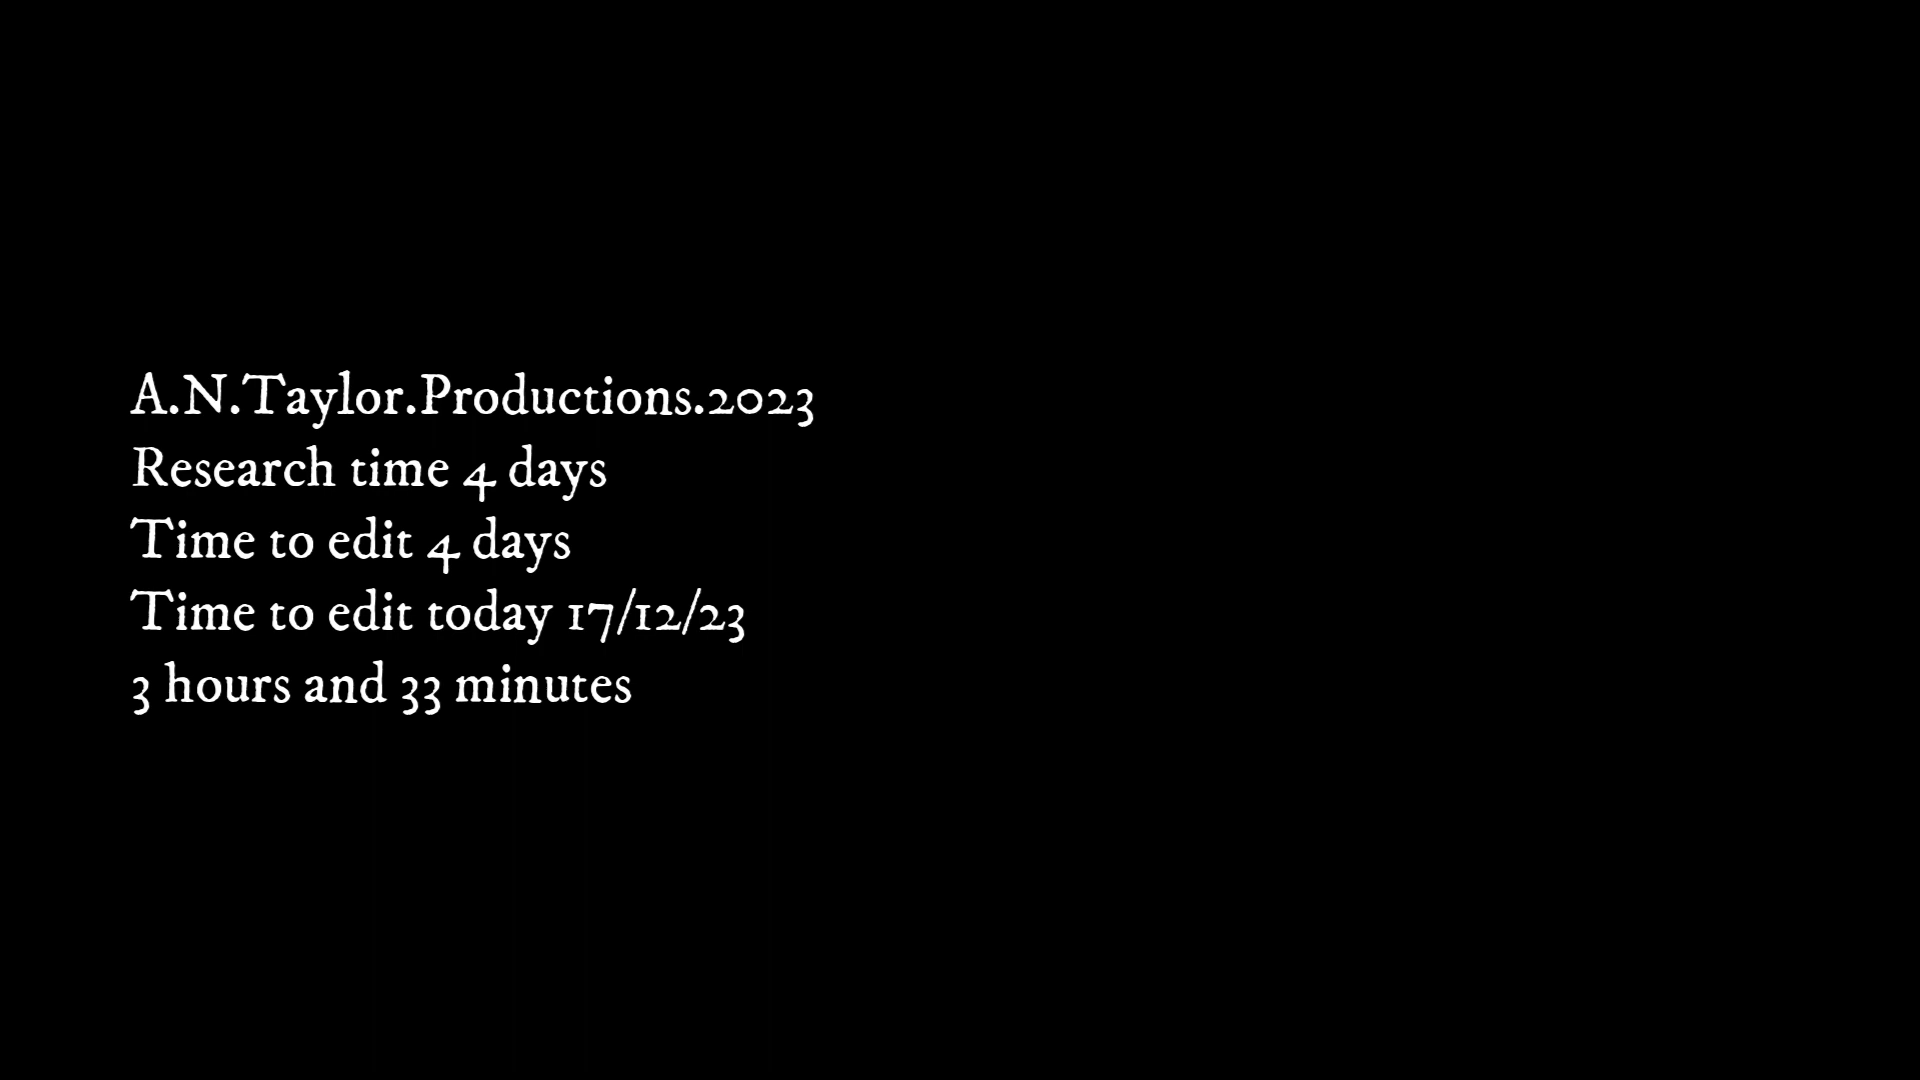 A.N.Taylor.Productions.2023
Research time 4 days
Time to edit 4 days
Time to edit today 17/12/23
3 hours and 33 minutes